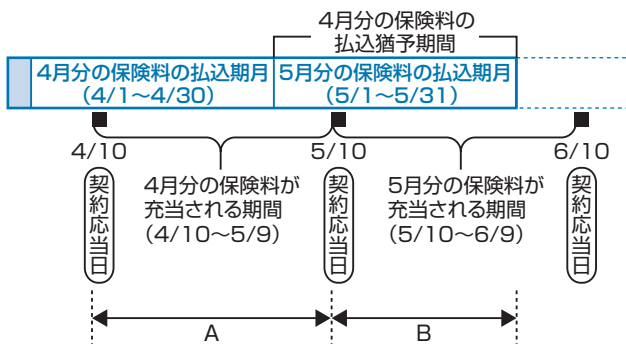 4月分の保険料の
払込猶予期間
4月分の保険料の払込期月
（4/1～4/30）
5月分の保険料の払込期月
（5/1～5/31）
4/10
5/10
6/10
契約応当日
4月分の保険料が
充当される期間
（4/10～5/9）
契約応当日
5月分の保険料が
充当される期間
（5/10～6/9）
契約応当日
A
B